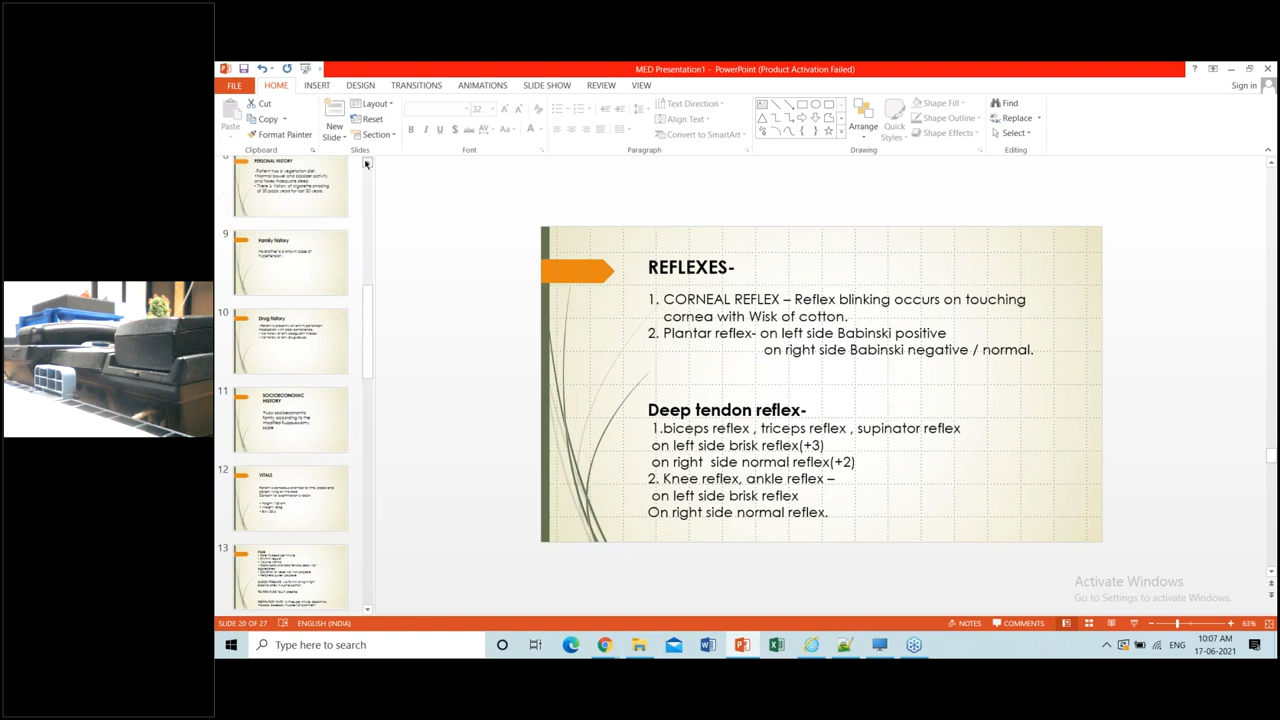 MED Presentation1 - PowerPoint (Product Activation Failed)
FILE HOME INSERT DESIGN TRANSITIONS ANIMATIONS SLIDE SHOW REVIEW VIEW
Sign in
Paste
Cut
Copy
Format Painter
Clipboard
New
Slide
Layout
Reset
Section
Slides
32
Font
Text Direction
Align Text
Convert to SmartArt
Paragraph
Arrange
Quick
Styles
Shape Fill
Shape Outline
Shape Effects
Drawing
Find
Replace
Select
Editing
8
PERSONAL HISTORY
9
Family history
10
Drug history
11
SOCIOECONOMIC
HISTORY
12
VITALS
13
REFLEXES-
1. CORNEAL REFLEX – Reflex blinking occurs on touching
cornea with Wisk of cotton.
2. Plantar reflex- on left side Babinski positive
on right side Babinski negative / normal.
Deep tendon reflex-
1.biceps reflex , triceps reflex , supinator reflex
on left side brisk reflex(+3)
on right side normal reflex(+2)
2. Knee reflex, ankle reflex –
on left side brisk reflex
On right side normal reflex.
Activate Windows
Go to Settings to activate Windows.
SLIDE 20 OF 27 ENGLISH (INDIA)
NOTES COMMENTS 63%
Type here to search
ENG
10:07 AM
17-06-2021